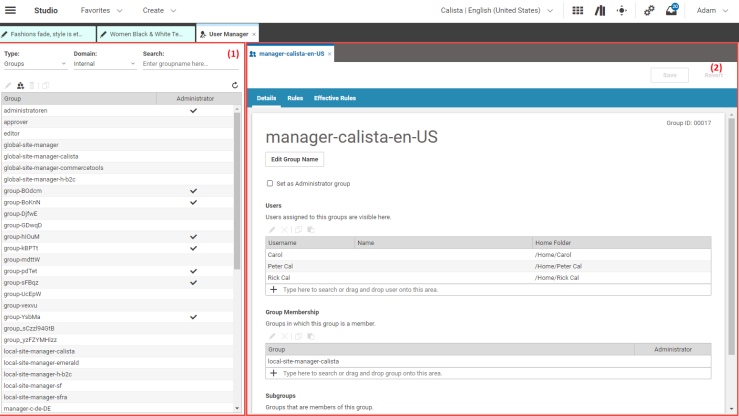 Studio Favorites Create Calista | English (United States) 20 Adam
Fashions fade, style is et... Women Black & White Te... User Manager
(1)
Type: Domain: Search:
Groups Internal Enter groupname here...
Group Administrator
administratoren
approver
editor
global-site-manager
global-site-manager-calista
global-site-manager-commercetools
global-site-manager-h-b2c
group-BOdcm
group-BoKnN
group-DjfwE
group-GDwqD
group-hIOuM
group-kBPTt
group-mdttW
group-pdTet
group-sFBqz
group-UcEpW
group-vexvu
group-YsbMa
group_sCzzl94GtB
group_yzFZYMHizz
local-site-manager-calista
local-site-manager-emerald
local-site-manager-h-b2c
local-site-manager-sf
local-site-manager-sfra
manager-c-de-DE
manager-calista-en-US
(2)
Save Revert
Details Rules Effective Rules
Group ID: 00017
manager-calista-en-US
Edit Group Name
Set as Administrator group
Users
Users assigned to this groups are visible here.
Username Name Home Folder
Carol /Home/Carol
Peter Cal /Home/Peter Cal
Rick Cal /Home/Rick Cal
Type here to search or drag and drop user onto this area.
Group Membership
Groups in which this group is a member.
Group Administrator
local-site-manager-calista
Type here to search or drag and drop group onto this area.
Subgroups
Groups that are members of this group.